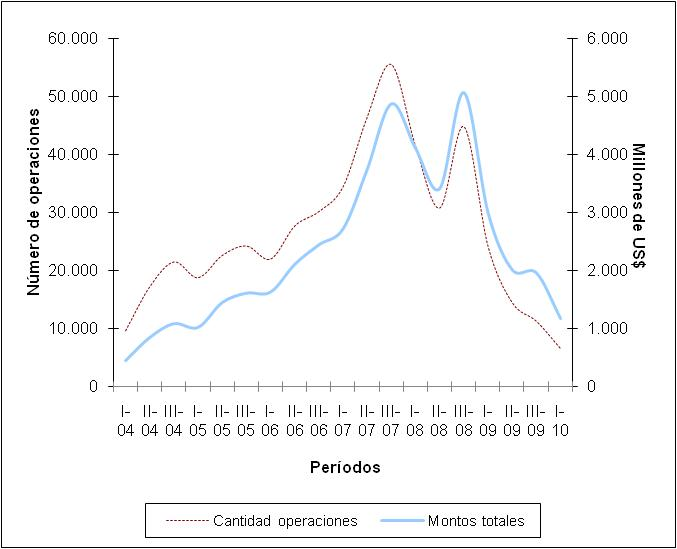 60.000
50.000
40.000
30.000
20.000
10.000
0
Número de operaciones
6.000
5.000
4.000
3.000
2.000
1.000
0
Millones de US$
I- II- III- I- II- III- I- II- III- I- II- III- I- II- III- I- II- III- I-
04 04 04 05 05 05 06 06 06 07 07 07 08 08 08 09 09 09 10
Períodos
Cantidad operaciones Montos totales